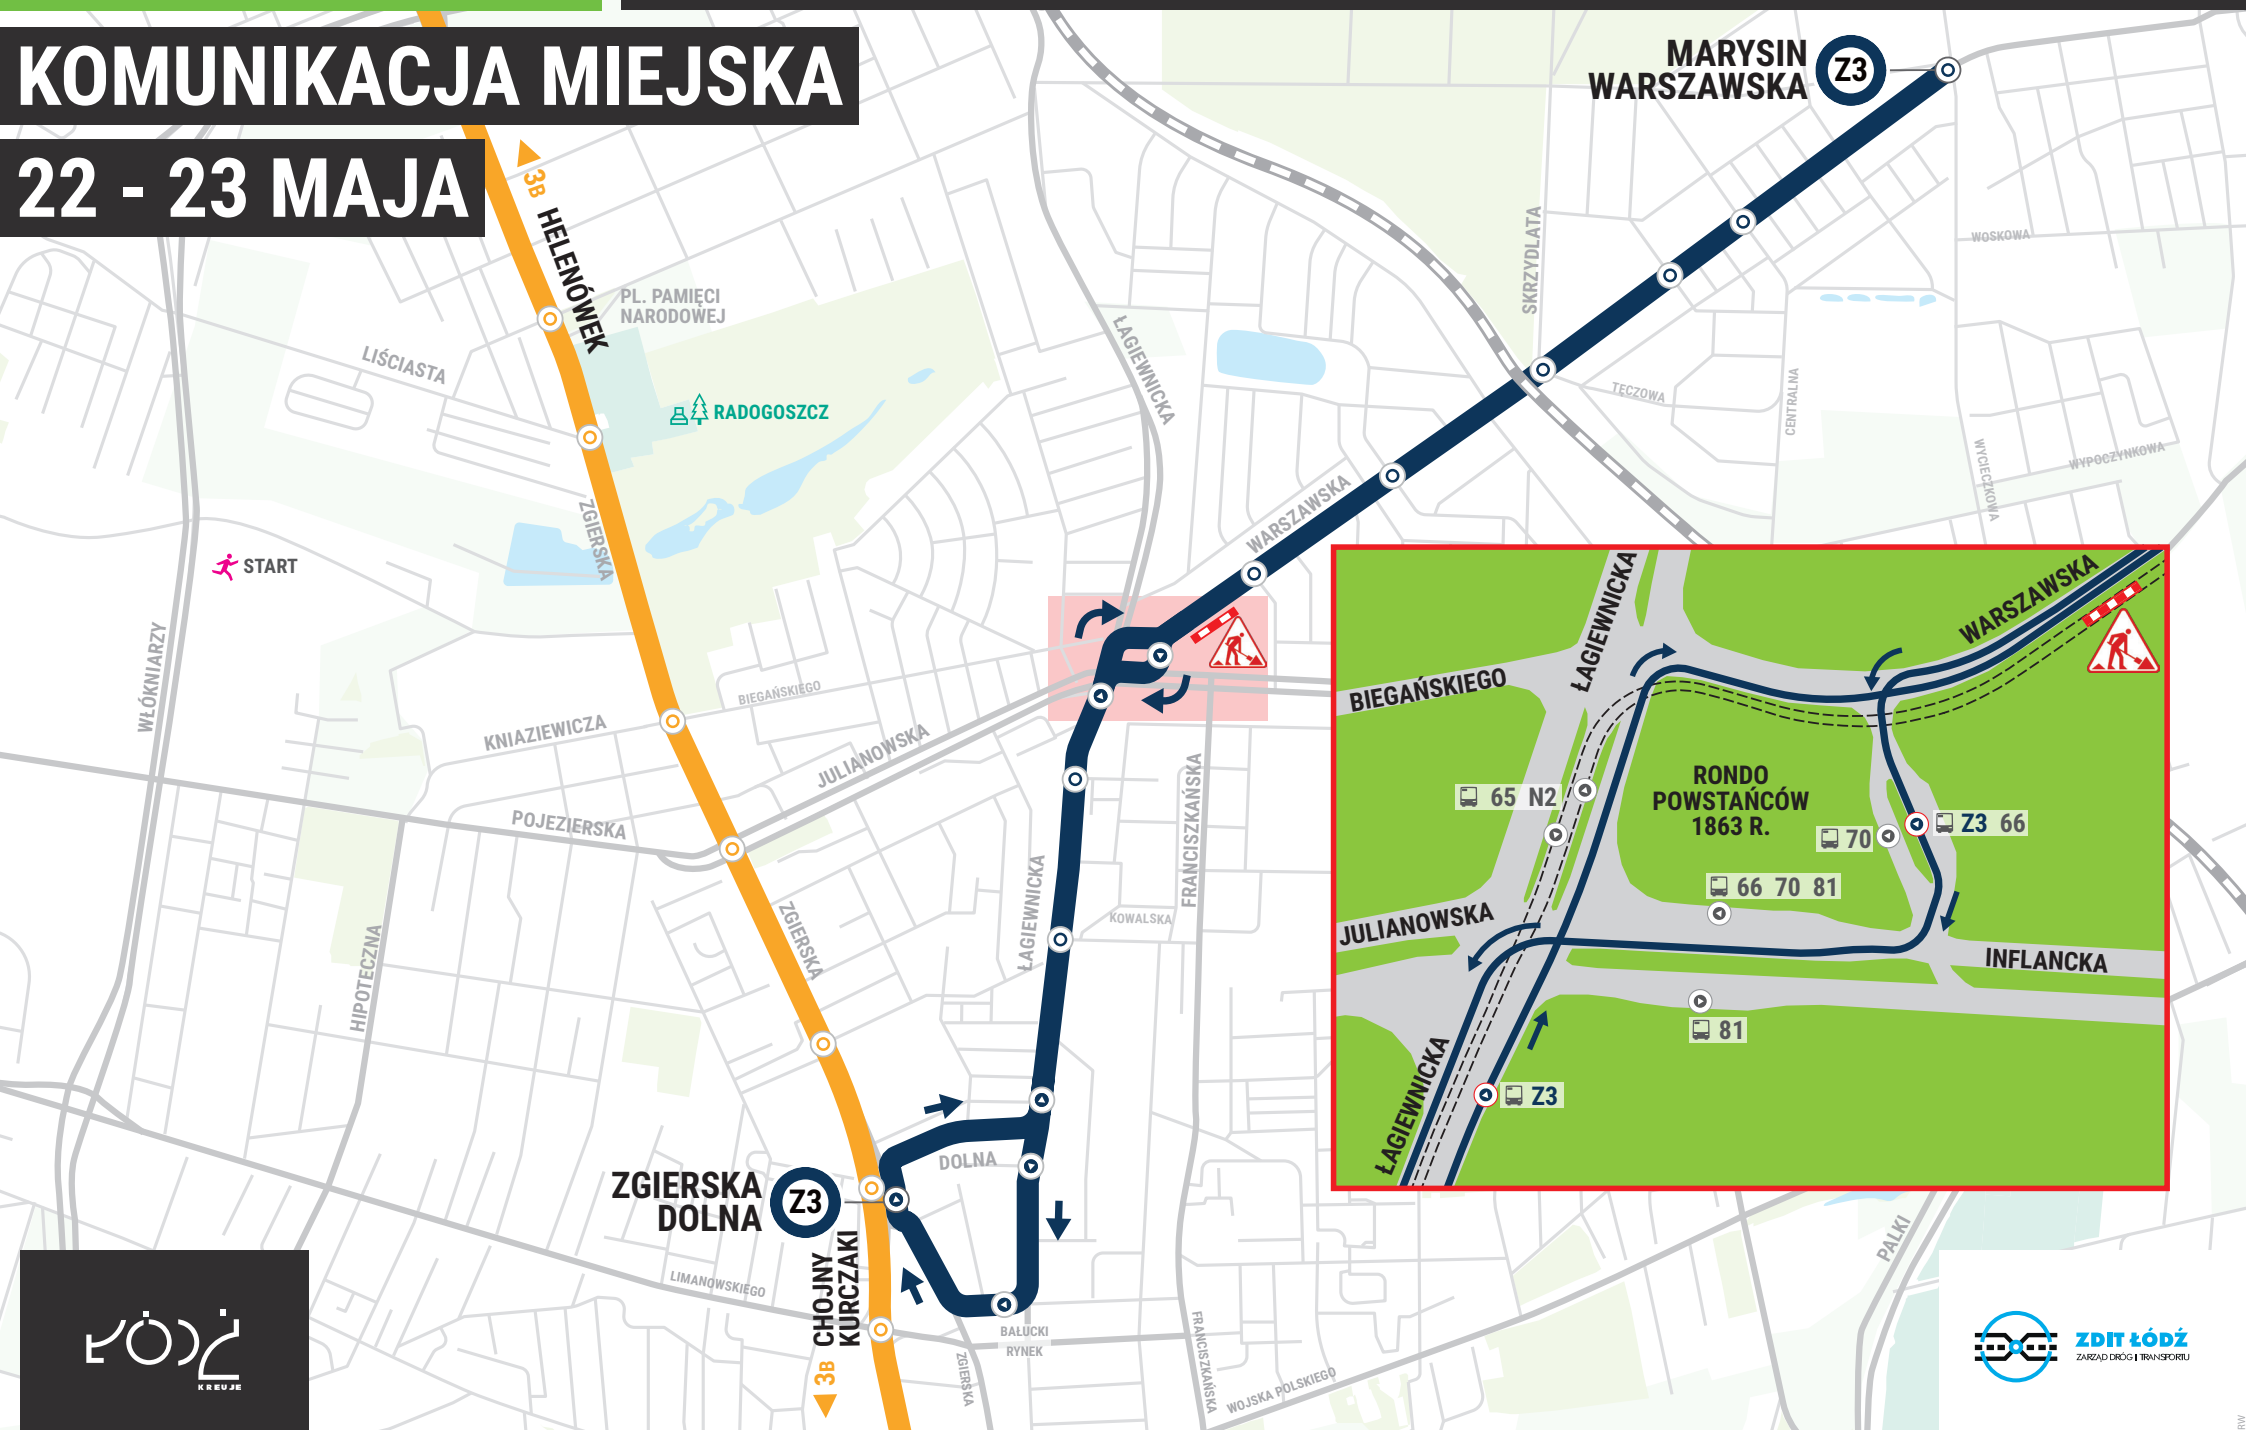 KOMUNIKACJA MIEJSKA
22 - 23 MAJA
MARYSIN
WARSZAWSKA
Z3
3B
HELENÓWEK
PL. PAMIĘCI
NARODOWEJ
LIŚCIASTA
RADOGOSZCZ
ŁAGIEWNICKA
SKRZYDLATA
WOSKOWA
TĘCZOWA
CENTRALNA
WYCIECZKOWA
WYPOCZYNKOWA
WARSZAWSKA
ZGIERSKA
START
WŁÓKNIARZY
KNIAZIEWICZA
BIEGAŃSKIEGO
JULIANOWSKA
POJEZIERSKA
HIPOTECZNA
ZGIERSKA
ŁAGIEWNICKA
FRANCISZKAŃSKA
KOWALSKA
DOLNA
ZGIERSKA
DOLNA
Z3
CHOJNY
KURCZAKI
3B
LIMANOWSKIEGO
BAŁUCKI
RYNEK
ZGIERSKA
FRANCISZKAŃSKA
WOJSKA POLSKIEGO
PALKI
ŁAGIEWNICKA
WARSZAWSKA
BIEGAŃSKIEGO
RONDO
POWSTAŃCÓW
1863 R.
65 N2
Z3 66
70
66 70 81
JULIANOWSKA
INFLANCKA
81
Z3
ŁAGIEWNICKA
ŁÓDŹ
KREUJE
ZDIT ŁÓDŹ
ZARZĄD DRÓG I TRANSPORTU
RW